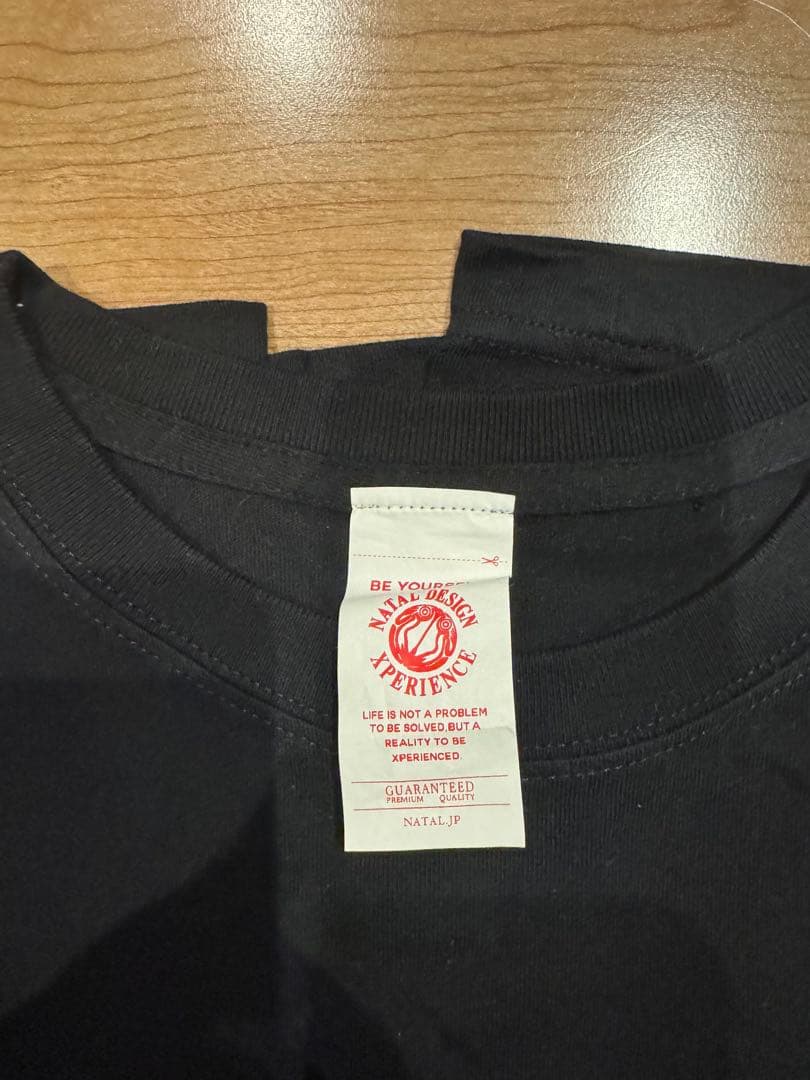 BE
NATAL DESIGN
XPERIENCE
LIFE IS NOT A PROBLEM
TO BE SOLVED,BUT A
REALITY TO BE
XPERIENCED.
GUARANTEED
PREMIUM QUALITY
NATAL.JP